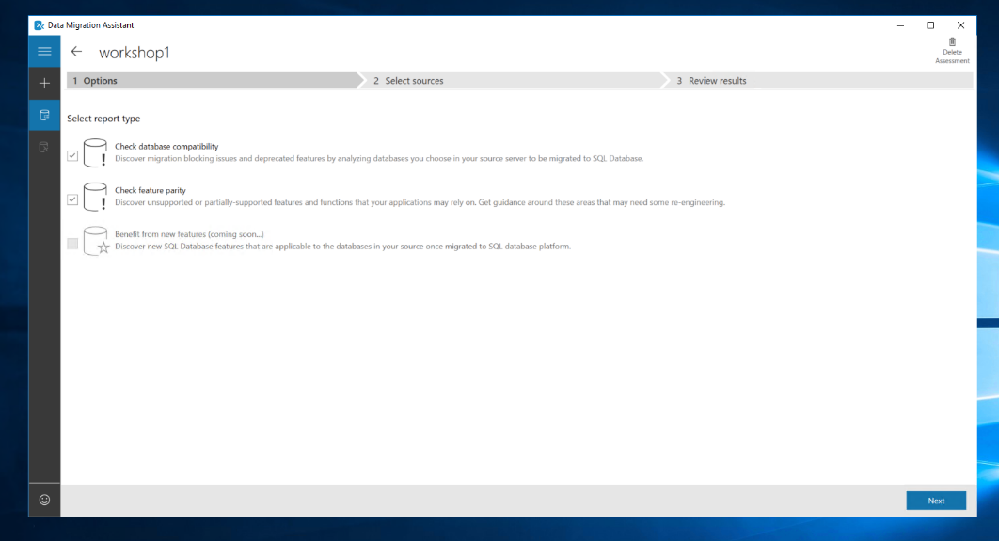 Data Migration Assistant
workshop1
Delete
Assessment
1 Options
2 Select sources
3 Review results
Select report type
Check database compatibility
Discover migration blocking issues and deprecated features by analyzing databases you choose in your source server to be migrated to SQL Database.
Check feature parity
Discover unsupported or partially-supported features and functions that your applications may rely on. Get guidance around these areas that may need some re-engineering.
Benefit from new features (coming soon...)
Discover new SQL Database features that are applicable to the databases in your source once migrated to SQL database platform.
Next